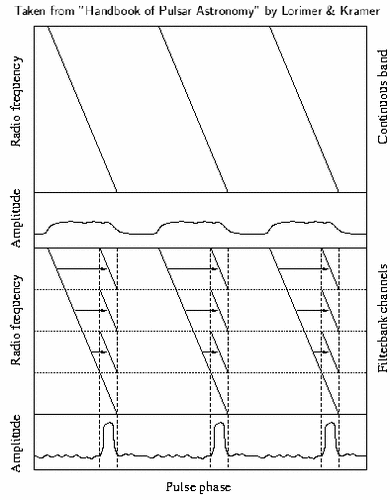 Taken from "Handbook of Pulsar Astronomy" by Lorimer & Kramer
Radio frequency
Continuous band
Amplitude
Radio frequency
Filterbank channels
Amplitude
Pulse phase